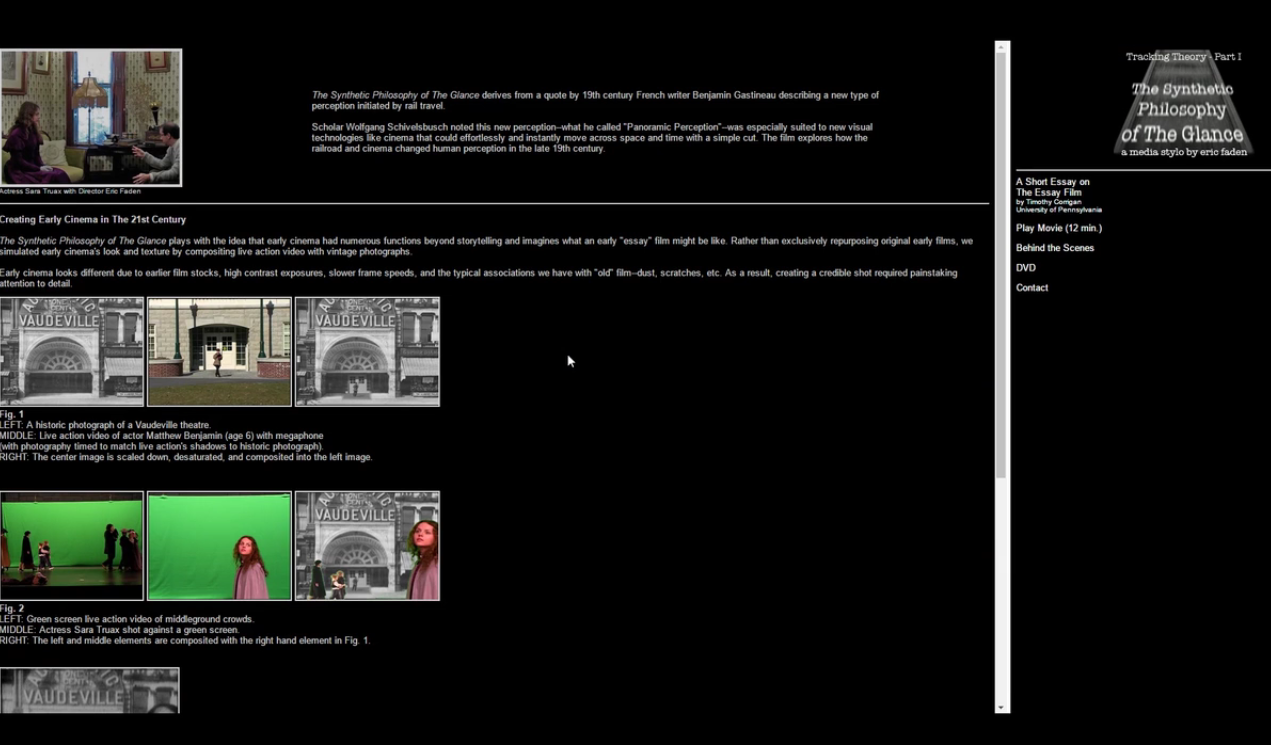 Actress Sara Truax with Director Eric Faden
The Synthetic Philosophy of The Glance derives from a quote by 19th century French writer Benjamin Gastineau describing a new type of
perception initiated by rail travel.
Scholar Wolfgang Schivelsbusch noted this new perception--what he called "Panoramic Perception"--was especially suited to new visual
technologies like cinema that could effortlessly and instantly move across space and time with a simple cut. The film explores how the
railroad and cinema changed human perception in the late 19th century.
Creating Early Cinema in The 21st Century
The Synthetic Philosophy of The Glance plays with the idea that early cinema had numerous functions beyond storytelling and imagines what an early "essay" film might be like. Rather than exclusively repurposing original early films, we
simulated early cinema's look and texture by compositing live action video with vintage photographs.
Early cinema looks different due to earlier film stocks, high contrast exposures, slower frame speeds, and the typical associations we have with "old" film--dust, scratches, etc. As a result, creating a credible shot required painstaking
attention to detail.
ONE
CENT
VAUDEVILLE
ONE
CENT
VAUDEVILLE
Fig. 1
LEFT: A historic photograph of a Vaudeville theatre.
MIDDLE: Live action video of actor Matthew Benjamin (age 6) with megaphone
(with photography timed to match live action's shadows to historic photograph).
RIGHT: The center image is scaled down, desaturated, and composited into the left image.
ONE
CENT
VAUDEVILLE
Fig. 2
LEFT: Green screen live action video of middleground crowds.
MIDDLE: Actress Sara Truax shot against a green screen.
RIGHT: The left and middle elements are composited with the right hand element in Fig. 1.
VAUDEVILLE
Tracking Theory - Part I
The Synthetic
Philosophy
of The Glance
a media stylo by eric faden
A Short Essay on
The Essay Film
by Timothy Corrigan
University of Pennsylvania
Play Movie (12 min.)
Behind the Scenes
DVD
Contact